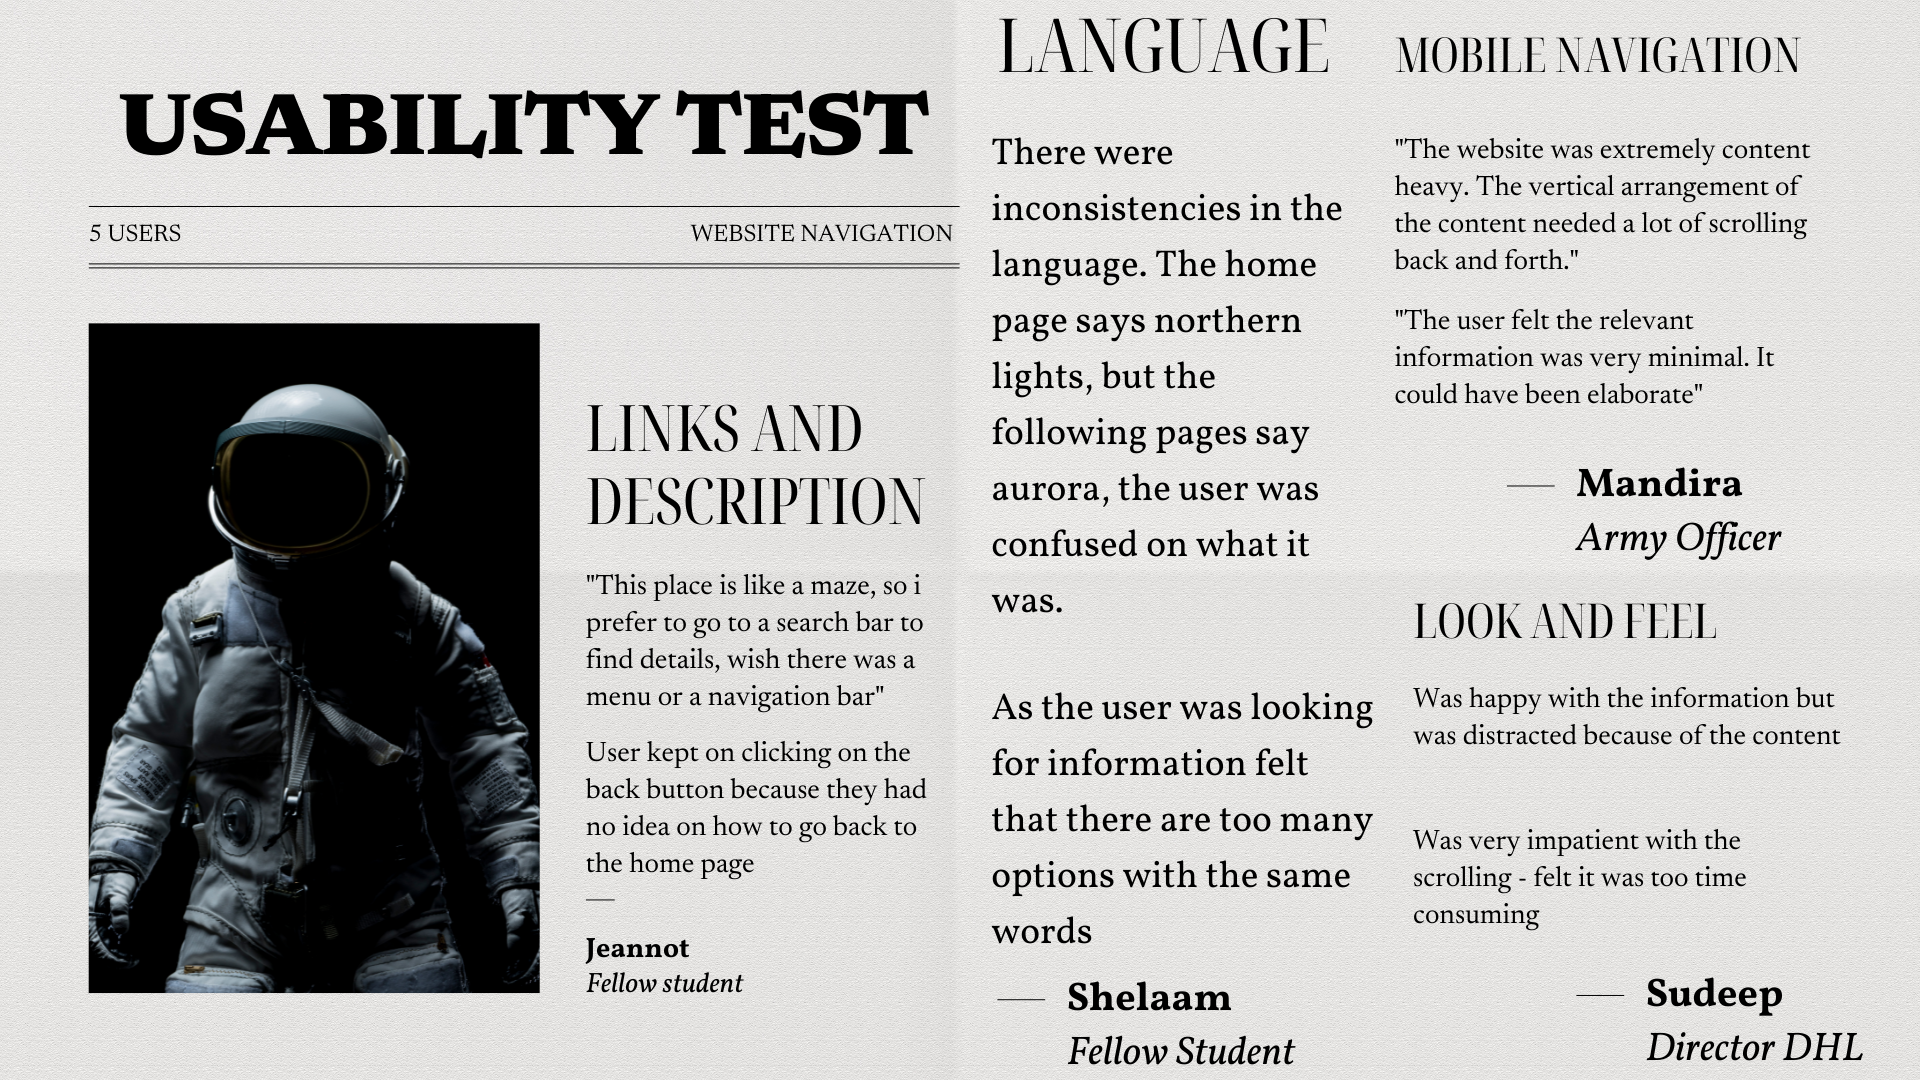 USABILITY TEST
5 USERS
WEBSITE NAVIGATION
LINKS AND
DESCRIPTION
"This place is like a maze, so i
prefer to go to a search bar to
find details, wish there was a
menu or a navigation bar"
User kept on clicking on the
back button because they had
no idea on how to go back to
the home page
—
Jeannot
Fellow student
LANGUAGE
There were
inconsistencies in the
language. The home
page says northern
lights, but the
following pages say
aurora, the user was
confused on what it
was.
As the user was looking
for information felt
that there are too many
options with the same
words
— Shelaam
Fellow Student
MOBILE NAVIGATION
"The website was extremely content
heavy. The vertical arrangement of
the content needed a lot of scrolling
back and forth."
"The user felt the relevant
information was very minimal. It
could have been elaborate"
— Mandira
Army Officer
LOOK AND FEEL
Was happy with the information but
was distracted because of the content
Was very impatient with the
scrolling - felt it was too time
consuming
— Sudeep
Director DHL